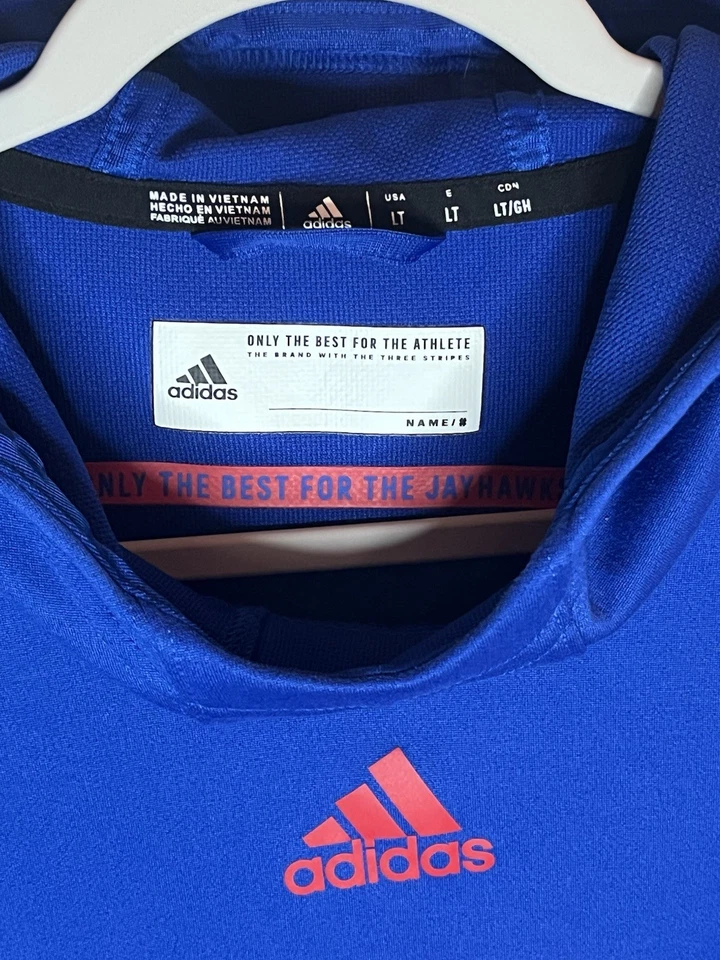 MADE IN VIETNAM
HECHO EN VIETNAM
FABRIQUÉ AU VIETNAM
adidas
USA
LT
E
LT
CDN
LT/GH
ONLY THE BEST FOR THE ATHLETE
THE BRAND WITH THE THREE STRIPES
adidas
NAME/#
NLY THE BEST FOR THE JAYHAWKS
adidas